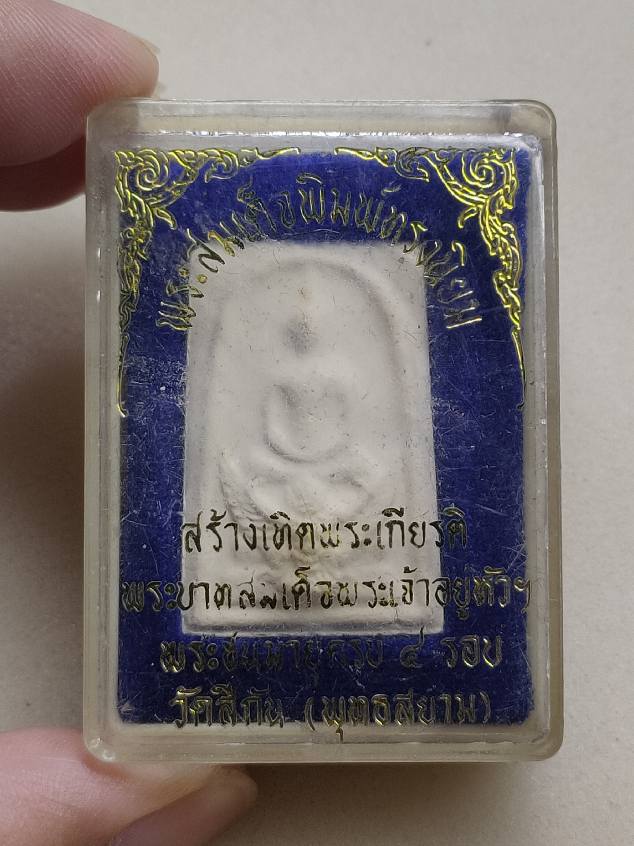 พระสมเด็จพิมพ์ทรงนิยม
สร้างเทิดพระเกียรติ
พระบาทสมเด็จพระเจ้าอยู่หัวฯ
พระชนมายุครบ ๔ รอบ
วัดสีกัน (พุทธสยาม)